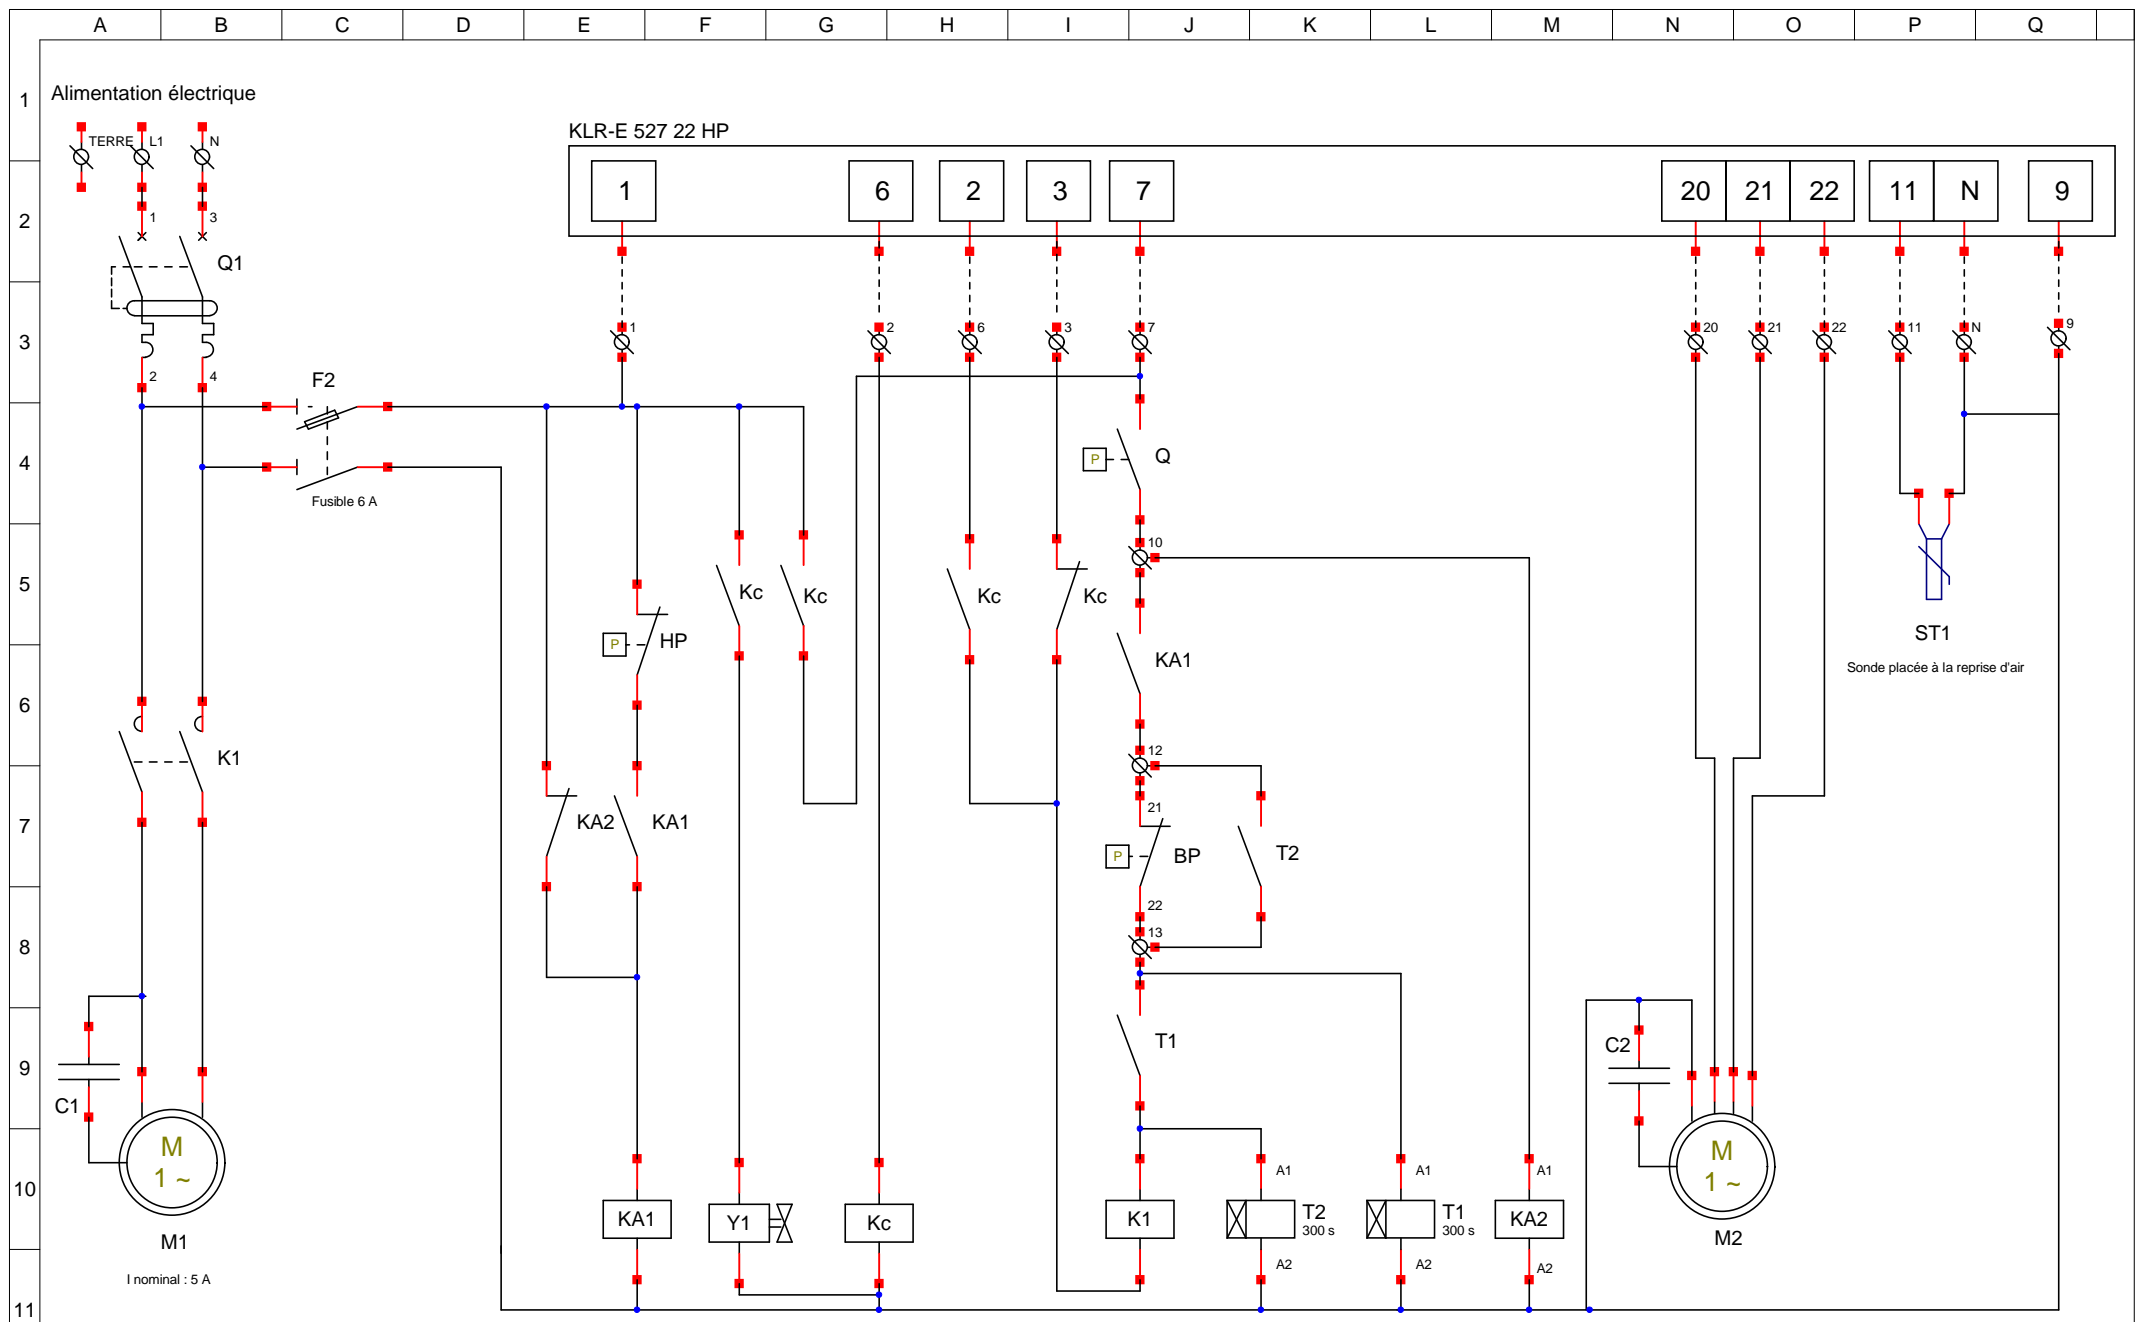 A B C D E F G H I J K L M N O P Q
1
Alimentation électrique
KLR-E 527 22 HP
TERRE L1 N
1 6 2 3 7 20 21 22 11 N 9
2
1 3
Q1
3
1 2 6 3 7 20 21 22 11 N 9
2 4
F2
4
Q
P
Fusible 6 A
10
5
Kc Kc Kc Kc
HP
P
ST1
KA1
Sonde placée à la reprise d'air
6
12
K1
21
7
KA2 KA1
BP
P
T2
22
13
8
T1
C2
9
C1
M
1 ~
M
1 ~
A1 A1 A1
10
KA1 Y1 Kc K1
T2
300 s
T1
300 s
KA2
M1
M2
A2 A2 A2
I nominal : 5 A
11